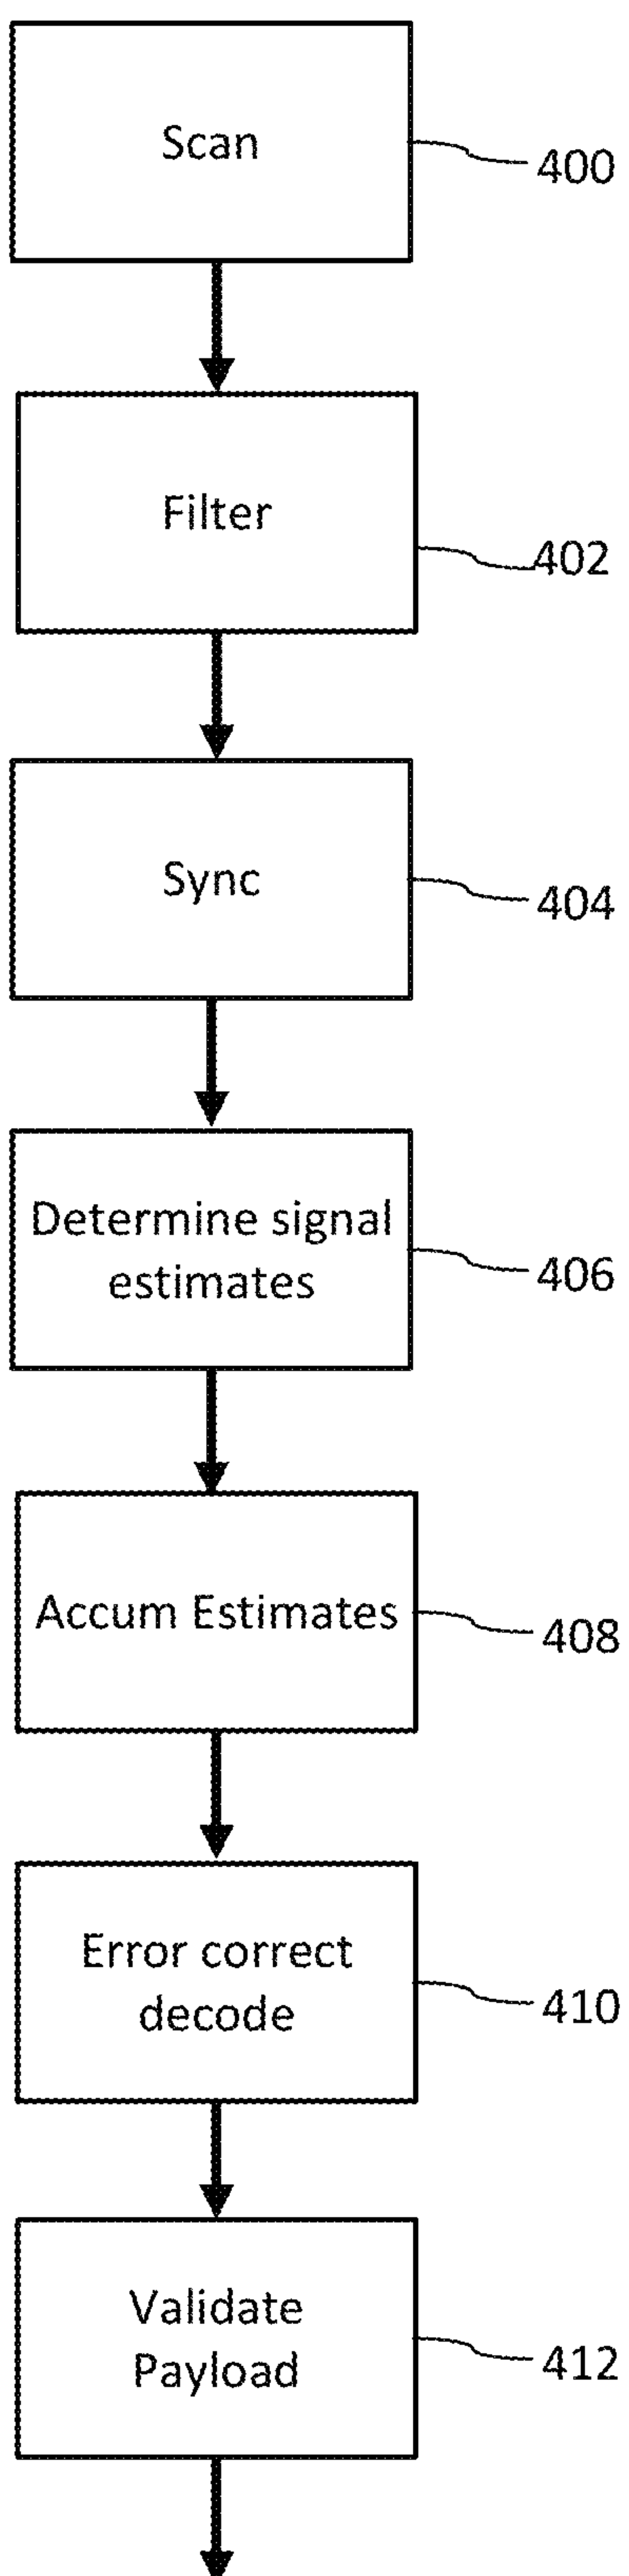 Scan
400
Filter
402
Sync
404
Determine signal
estimates
406
Accum Estimates
408
Error correct
decode
410
Validate
Payload
412